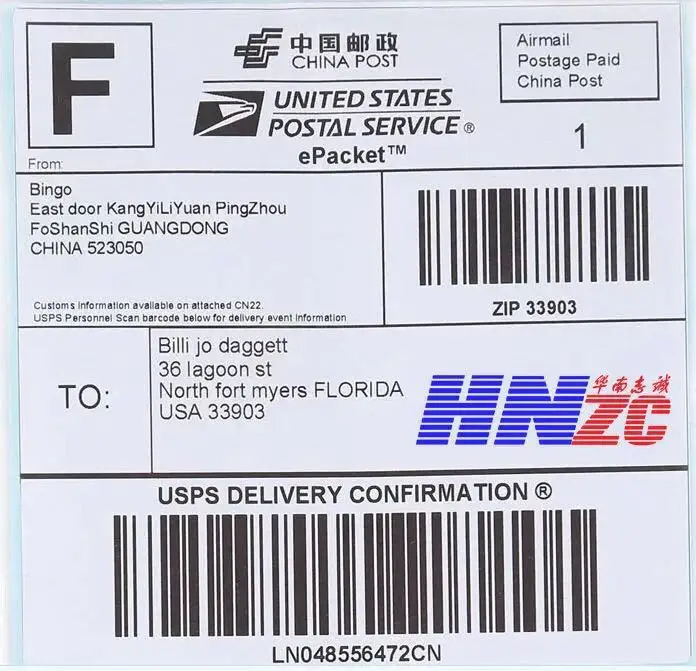 F
中国邮政
CHINA POST
UNITED STATES
POSTAL SERVICE®
ePacket™
Airmail
Postage Paid
China Post
1
From:
Bingo
East door KangYiLiYuan PingZhou
FoShanShi GUANGDONG
CHINA 523050
Customs information available on attached CN22.
USPS Personnel Scan barcode below for delivery event information
ZIP 33903
TO:
Billi jo daggett
36 lagoon st
North fort myers FLORIDA
USA 33903
华南志诚
HNZC
USPS DELIVERY CONFIRMATION ®
LN048556472CN